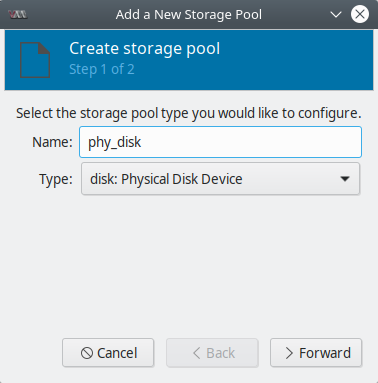 Add a New Storage Pool
Create storage pool
Step 1 of 2
Select the storage pool type you would like to configure.
Name: phy_disk
Type: disk: Physical Disk Device
Cancel Back Forward